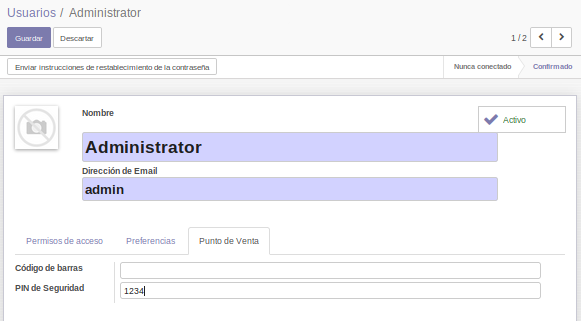 Usuarios / Administrator
Guardar Descartar 1 / 2
Enviar instrucciones de restablecimiento de la contraseña Nunca conectado Confirmado
Nombre
Activo
Administrator
Dirección de Email
admin
Permisos de acceso Preferencias Punto de Venta
Código de barras
PIN de Seguridad 1234